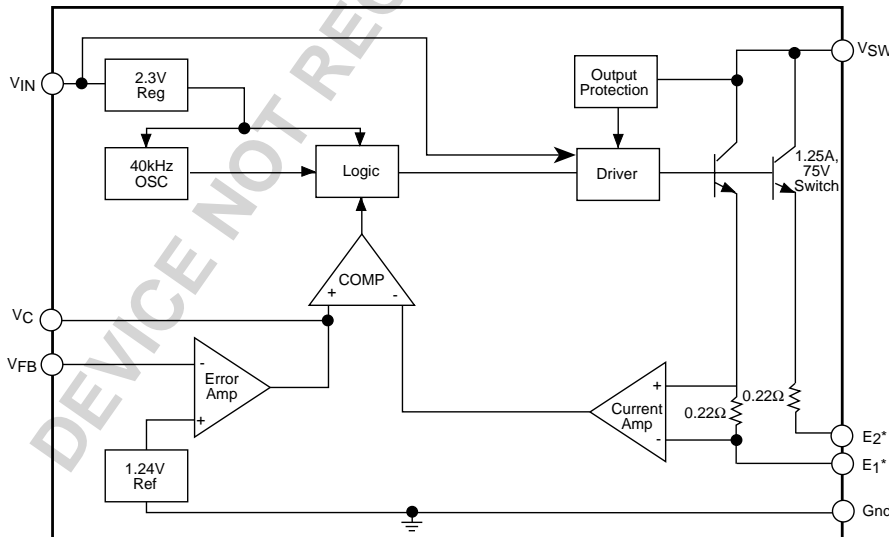 VIN
2.3V
Reg
40kHz
OSC
Logic
Output
Protection
Driver
VSW
1.25A,
75V
Switch
COMP
+
-
VC
VFB
-
Error
Amp
+
1.24V
Ref
+
Current
Amp
-
0.22Ω
0.22Ω
E2*
E1*
Gnd
DEVICE NOT REC